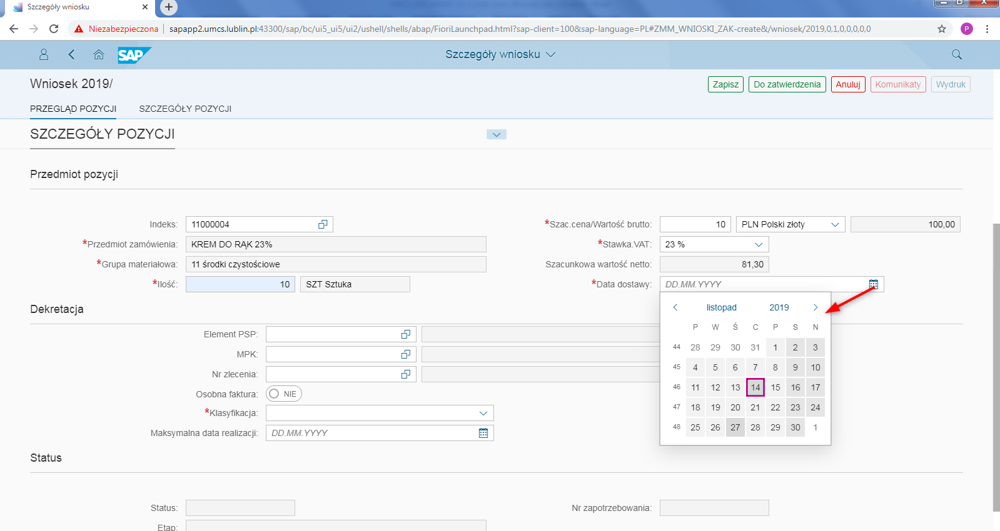 Szczegóły wniosku
Niezabezpieczona
sapapp2.umcs.lublin.pl:43300/sap/bc/ui5_ui5/ui2/ushell/shells/abap/FioriLaunchpad.html?sap-client=100&sap-language=PL#ZMM_WNIOSKI_ZAK-create&/wniosek/2019,0,1,0,0,0,0,0
P
SAP
Szczegóły wniosku
Wniosek 2019/
Zapisz Do zatwierdzenia Anuluj Komunikaty Wydruk
PRZEGLĄD POZYCJI SZCZEGÓŁY POZYCJI
SZCZEGÓŁY POZYCJI
Przedmiot pozycji
Indeks: 11000004 *Szac.cena/Wartość brutto: 10 PLN Polski złoty 100,00
*Przedmiot zamówienia: KREM DO RĄK 23% *Stawka.VAT: 23 %
*Grupa materiałowa: 11 środki czystościowe Szacunkowa wartość netto: 81,30
*Ilość: 10 SZT Sztuka *Data dostawy: DD.MM.YYYY
Dekretacja
listopad 2019
P W Ś C P S N
44 28 29 30 31 1 2 3
45 4 5 6 7 8 9 10
46 11 12 13 14 15 16 17
47 18 19 20 21 22 23 24
48 25 26 27 28 29 30 1
Element PSP:
MPK:
Nr zlecenia:
Osobna faktura: NIE
*Klasyfikacja:
Maksymalna data realizacji: DD.MM.YYYY
Status
Status: Nr zapotrzebowania:
Etap: